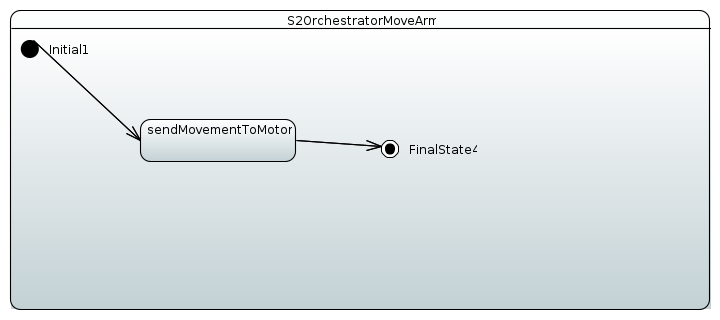 S2OrchestratorMoveArm
Initial1
sendMovementToMotor
FinalState4